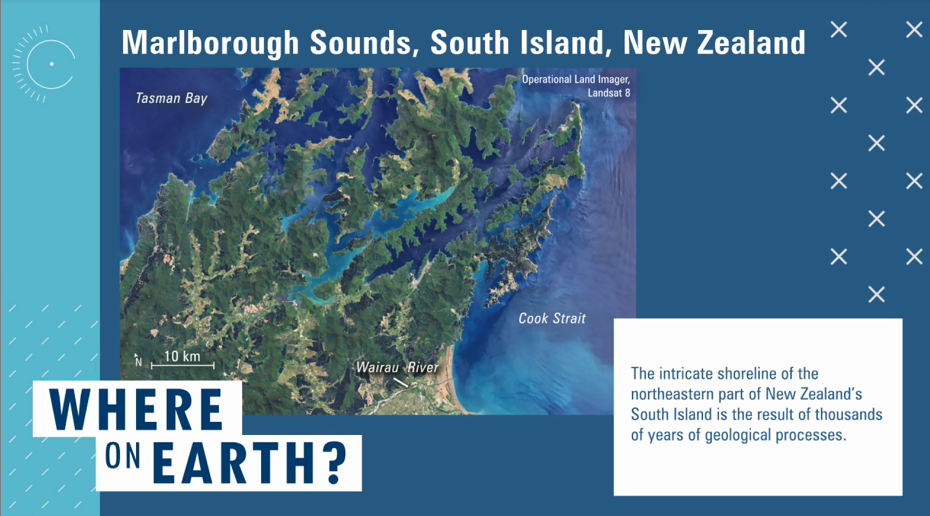 Marlborough Sounds, South Island, New Zealand
Operational Land Imager,
Landsat 8
Tasman Bay
Cook Strait
N
10 km
Wairau River
WHERE
ON EARTH?
The intricate shoreline of the
northeastern part of New Zealand’s
South Island is the result of thousands
of years of geological processes.